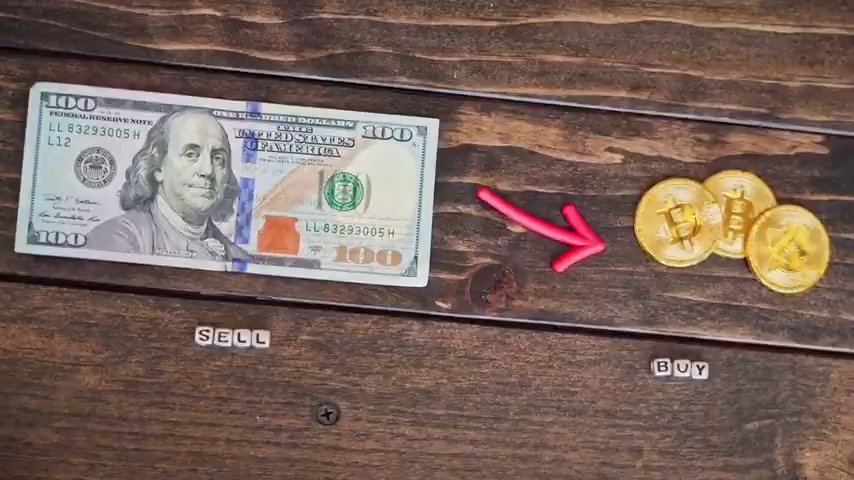 100
ONE HUNDRED DOLLARS
100
FEDERAL RESERVE NOTE
THE
UNITED STATES
OF AMERICA
LL 83293005 H
L12
LL 83293005 H
100
100
SELL
BUY